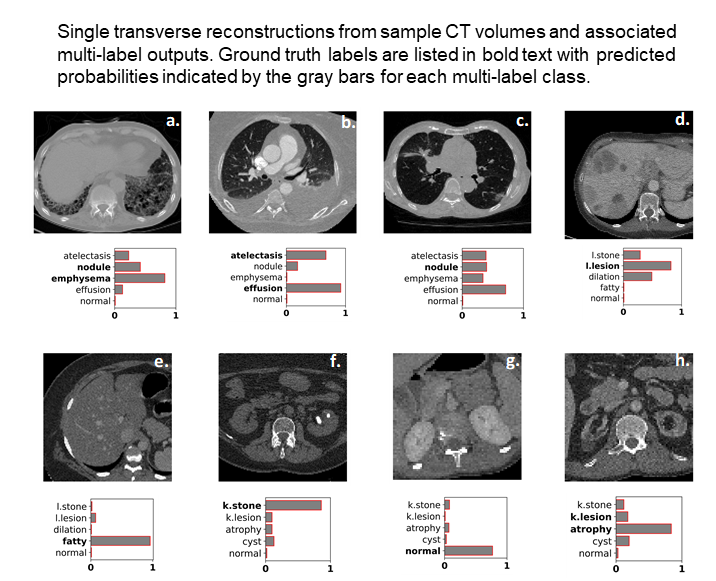 Single transverse reconstructions from sample CT volumes and associated
multi-label outputs. Ground truth labels are listed in bold text with predicted
probabilities indicated by the gray bars for each multi-label class.
a.
b.
c.
d.
atelectasis
nodule
emphysema
effusion
normal
0 1
atelectasis
nodule
emphysema
effusion
normal
0 1
atelectasis
nodule
emphysema
effusion
normal
0 1
l.stone
l.lesion
dilation
fatty
normal
0 1
e.
f.
g.
h.
l.stone
l.lesion
dilation
fatty
normal
0 1
k.stone
k.lesion
atrophy
cyst
normal
0 1
k.stone
k.lesion
atrophy
cyst
normal
0 1
k.stone
k.lesion
atrophy
cyst
normal
0 1